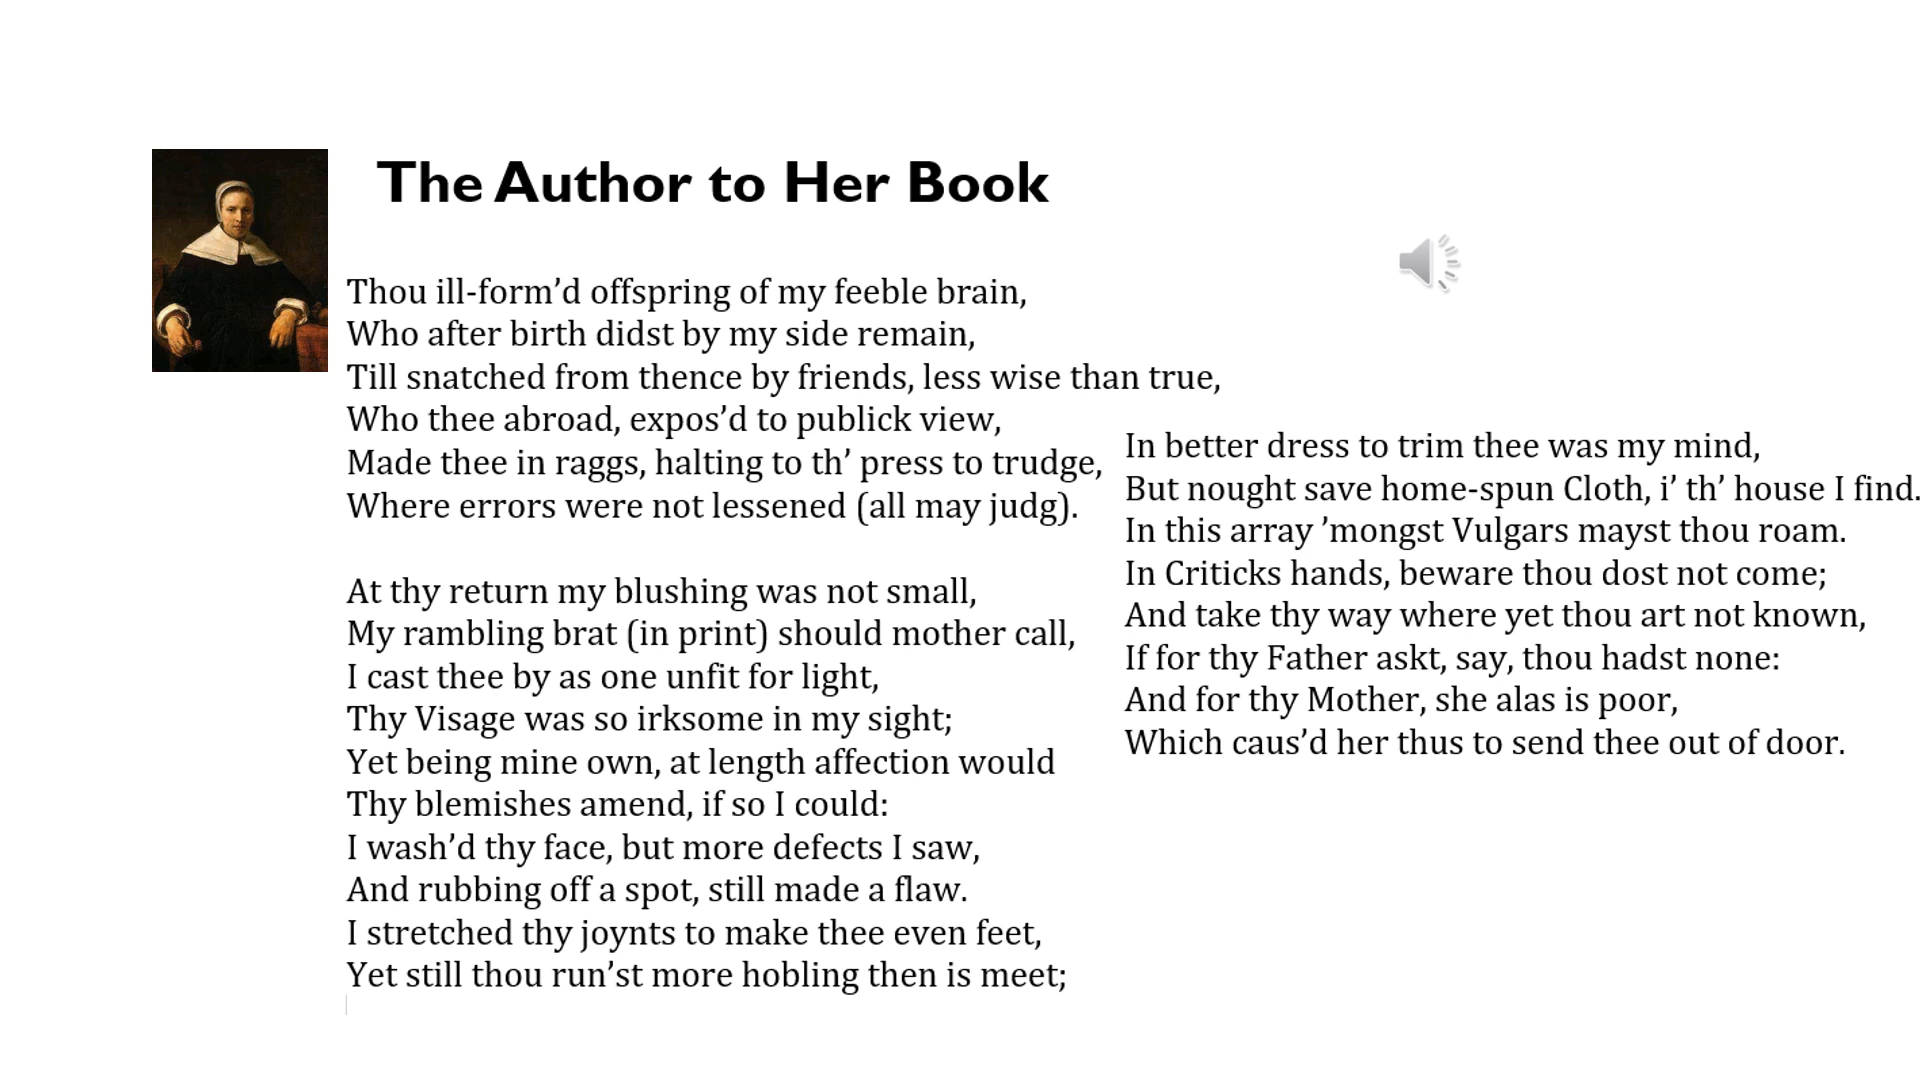 The Author to Her Book
Thou ill-form’d offspring of my feeble brain,
Who after birth didst by my side remain,
Till snatched from thence by friends, less wise than true,
Who thee abroad, expos’d to publick view,
Made thee in raggs, halting to th’ press to trudge,
Where errors were not lessened (all may judg).
At thy return my blushing was not small,
My rambling brat (in print) should mother call,
I cast thee by as one unfit for light,
Thy Visage was so irksome in my sight;
Yet being mine own, at length affection would
Thy blemishes amend, if so I could:
I wash’d thy face, but more defects I saw,
And rubbing off a spot, still made a flaw.
I stretched thy joynts to make thee even feet,
Yet still thou run’st more hobling then is meet;
In better dress to trim thee was my mind,
But nought save home-spun Cloth, i’ th’ house I find.
In this array ’mongst Vulgars mayst thou roam.
In Criticks hands, beware thou dost not come;
And take thy way where yet thou art not known,
If for thy Father askt, say, thou hadst none:
And for thy Mother, she alas is poor,
Which caus’d her thus to send thee out of door.